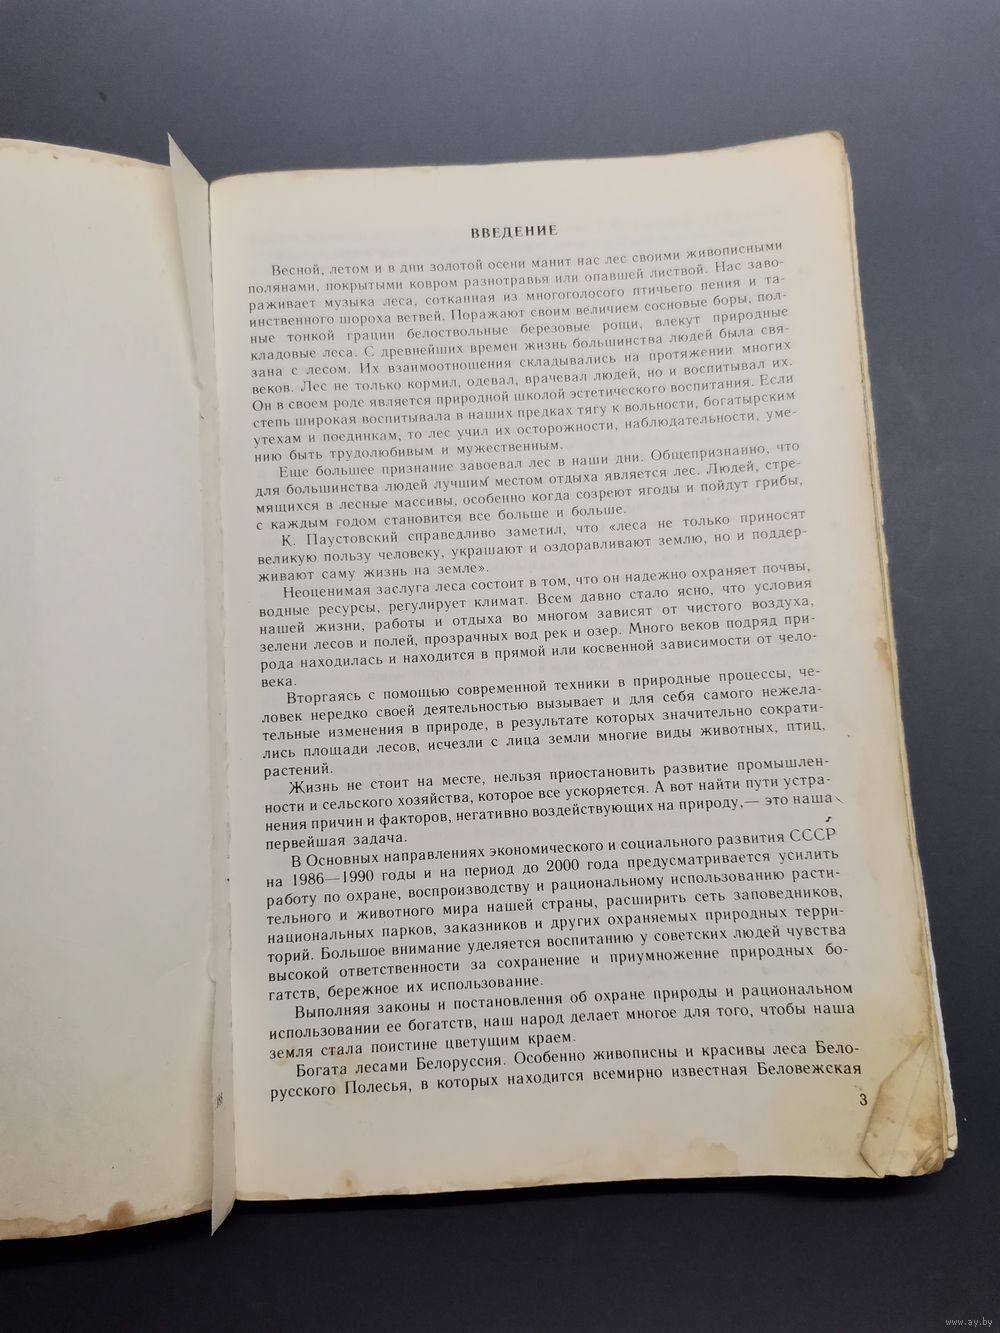 ВВЕДЕНИЕ
Весной, летом и в дни золотой осени манит нас лес своими живописными
полянами, покрытыми ковром разнотравья или опавшей листвой. Нас заво-
раживает музыка леса, сотканная из многоголосого птичьего пения и та-
инственного шороха ветвей. Поражают своим величием сосновые боры, пол-
ные тонкой грации белоствольные березовые рощи, влекут природные
кладовые леса. С древнейших времен жизнь большинства людей была свя-
зана с лесом. Их взаимоотношения складывались на протяжении многих
веков. Лес не только кормил, одевал, врачевал людей, но и воспитывал их.
Он в своем роде является природной школой эстетического воспитания. Если
степь широкая воспитывала в наших предках тягу к вольности, богатырским
утехам и поединкам, то лес учил их осторожности, наблюдательности, уме-
нию быть трудолюбивым и мужественным.
Еще большее признание завоевал лес в наши дни. Общепризнанно, что
для большинства людей лучшим местом отдыха является лес. Людей, стре-
мящихся в лесные массивы, особенно когда созреют ягоды и пойдут грибы,
с каждым годом становится все больше и больше.
К. Паустовский справедливо заметил, что «леса не только приносят
великую пользу человеку, украшают и оздоравливают землю, но и поддер-
живают саму жизнь на земле».
Неоценимая заслуга леса состоит в том, что он надежно охраняет почвы,
водные ресурсы, регулирует климат. Всем давно стало ясно, что условия
нашей жизни, работы и отдыха во многом зависят от чистого воздуха,
зелени лесов и полей, прозрачных вод рек и озер. Много веков подряд при-
рода находилась и находится в прямой или косвенной зависимости от чело-
века.
Вторгаясь с помощью современной техники в природные процессы, че-
ловек нередко своей деятельностью вызывает и для себя самого нежела-
тельные изменения в природе, в результате которых значительно сократи-
лись площади лесов, исчезли с лица земли многие виды животных, птиц,
растений.
Жизнь не стоит на месте, нельзя приостановить развитие промышлен-
ности и сельского хозяйства, которое все ускоряется. А вот найти пути устра-
нения причин и факторов, негативно воздействующих на природу,— это наша
первейшая задача.
В Основных направлениях экономического и социального развития СССР
на 1986—1990 годы и на период до 2000 года предусматривается усилить
работу по охране, воспроизводству и рациональному использованию расти-
тельного и животного мира нашей страны, расширить сеть заповедников,
национальных парков, заказников и других охраняемых природных терри-
торий. Большое внимание уделяется воспитанию у советских людей чувства
высокой ответственности за сохранение и приумножение природных бо-
гатств, бережное их использование.
Выполняя законы и постановления об охране природы и рациональном
использовании ее богатств, наш народ делает многое для того, чтобы наша
земля стала поистине цветущим краем.
Богата лесами Белоруссия. Особенно живописны и красивы леса Бело-
русского Полесья, в которых находится всемирно известная Беловежская
3
www.ay.by